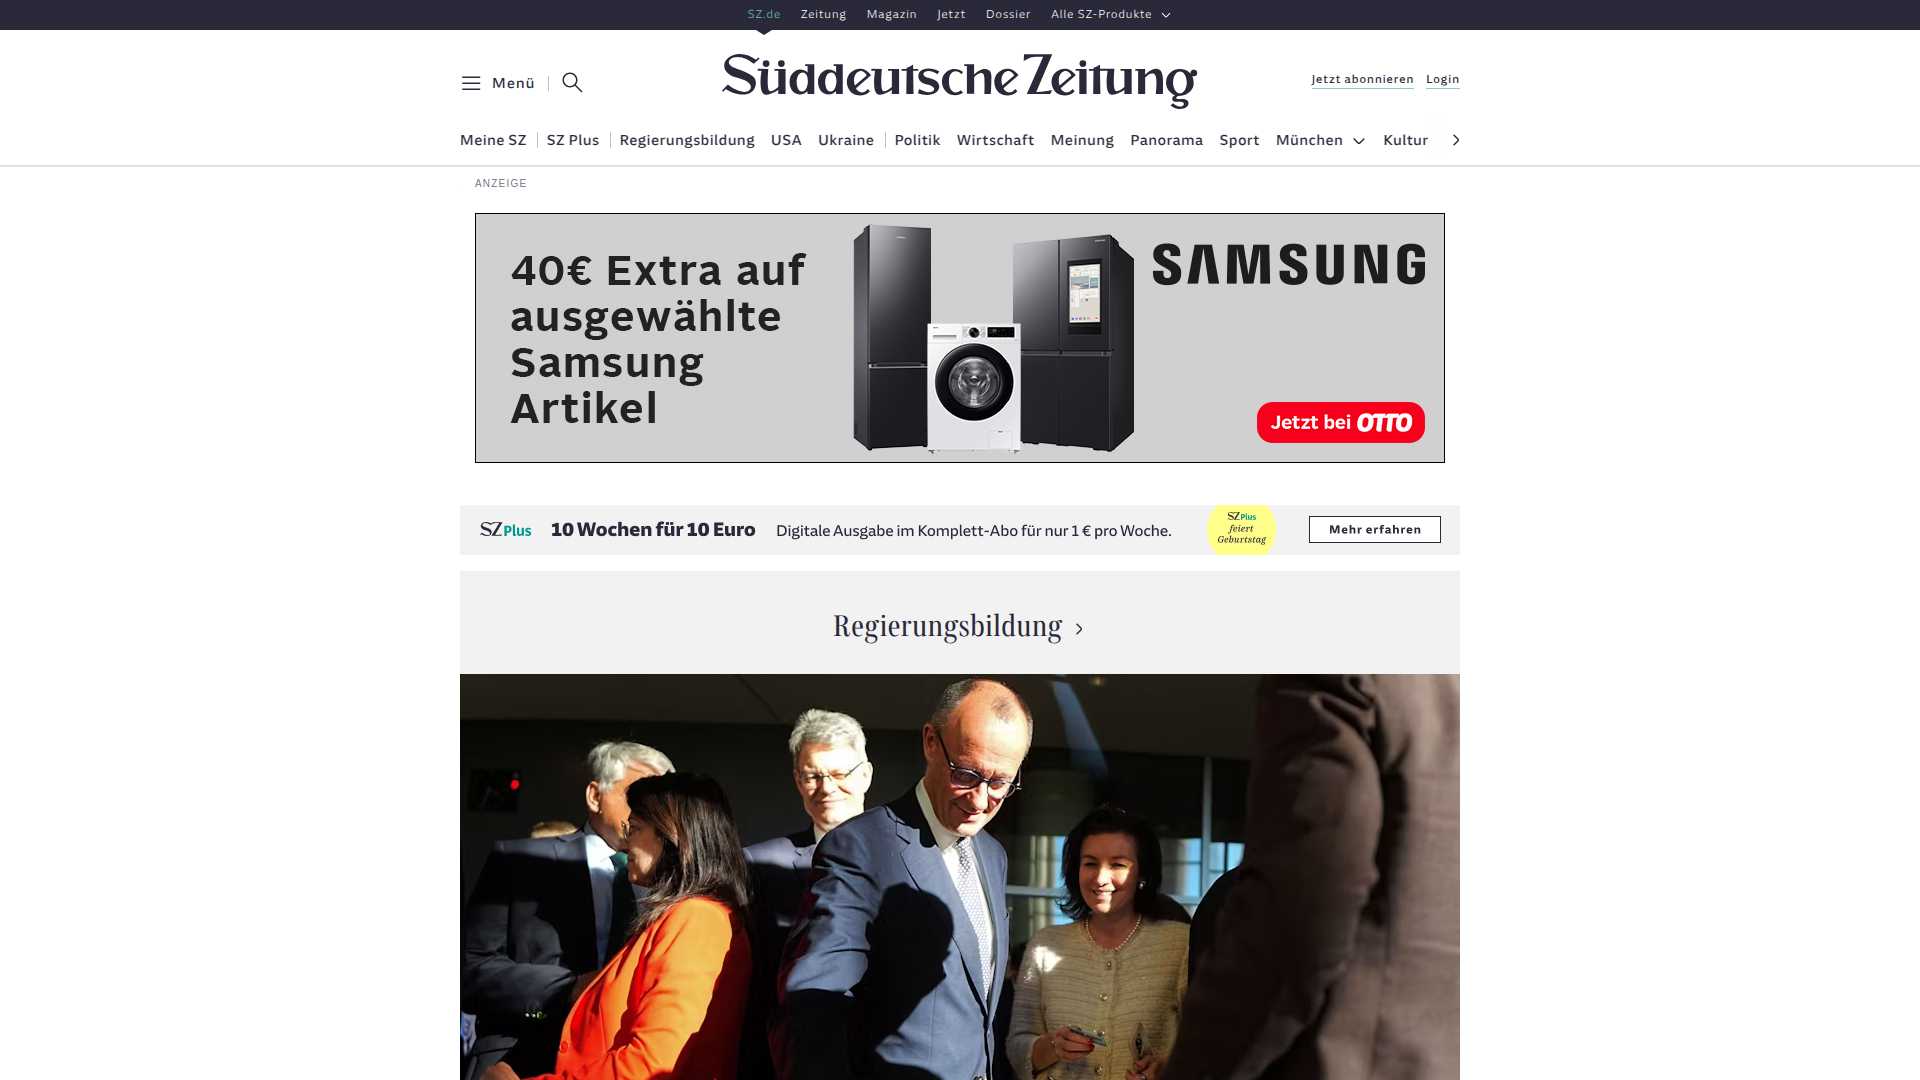 SZ.de Zeitung Magazin Jetzt Dossier Alle SZ-Produkte
Menü
Süddeutsche Zeitung
Jetzt abonnieren Login
Meine SZ SZ Plus Regierungsbildung USA Ukraine Politik Wirtschaft Meinung Panorama Sport München Kultur
ANZEIGE
40€ Extra auf
ausgewählte
Samsung
Artikel
SAMSUNG
Jetzt bei OTTO
SZ Plus 10 Wochen für 10 Euro Digitale Ausgabe im Komplett-Abo für nur 1 € pro Woche.
SZ Plus
feiert
Geburtstag
Mehr erfahren
Regierungsbildung